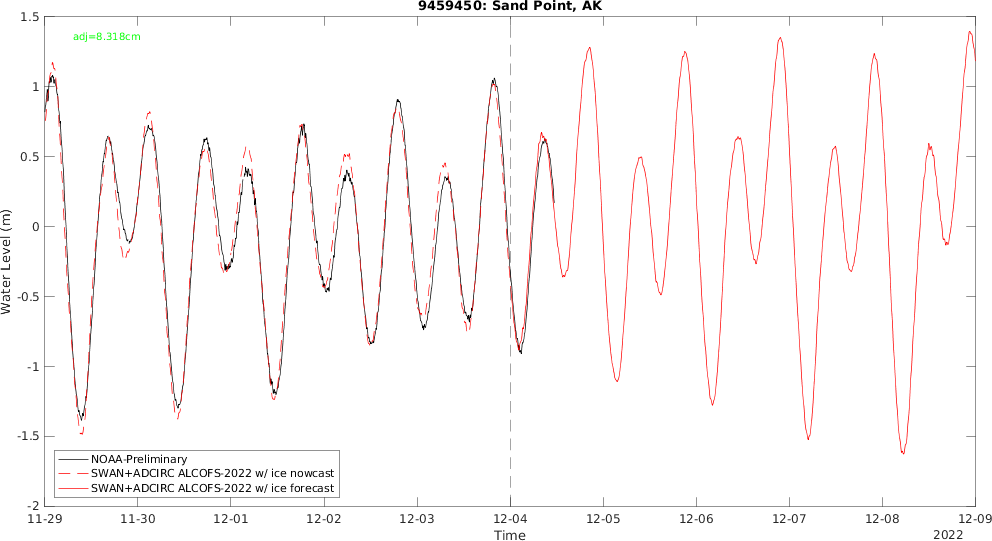 9459450: Sand Point, AK
adj=8.318cm
1.5
1
0.5
0
-0.5
-1
-1.5
-2
Water Level (m)
NOAA-Preliminary
SWAN+ADCIRC ALCOFS-2022 w/ ice nowcast
SWAN+ADCIRC ALCOFS-2022 w/ ice forecast
11-29 11-30 12-01 12-02 12-03 12-04 12-05 12-06 12-07 12-08 12-09
Time
2022